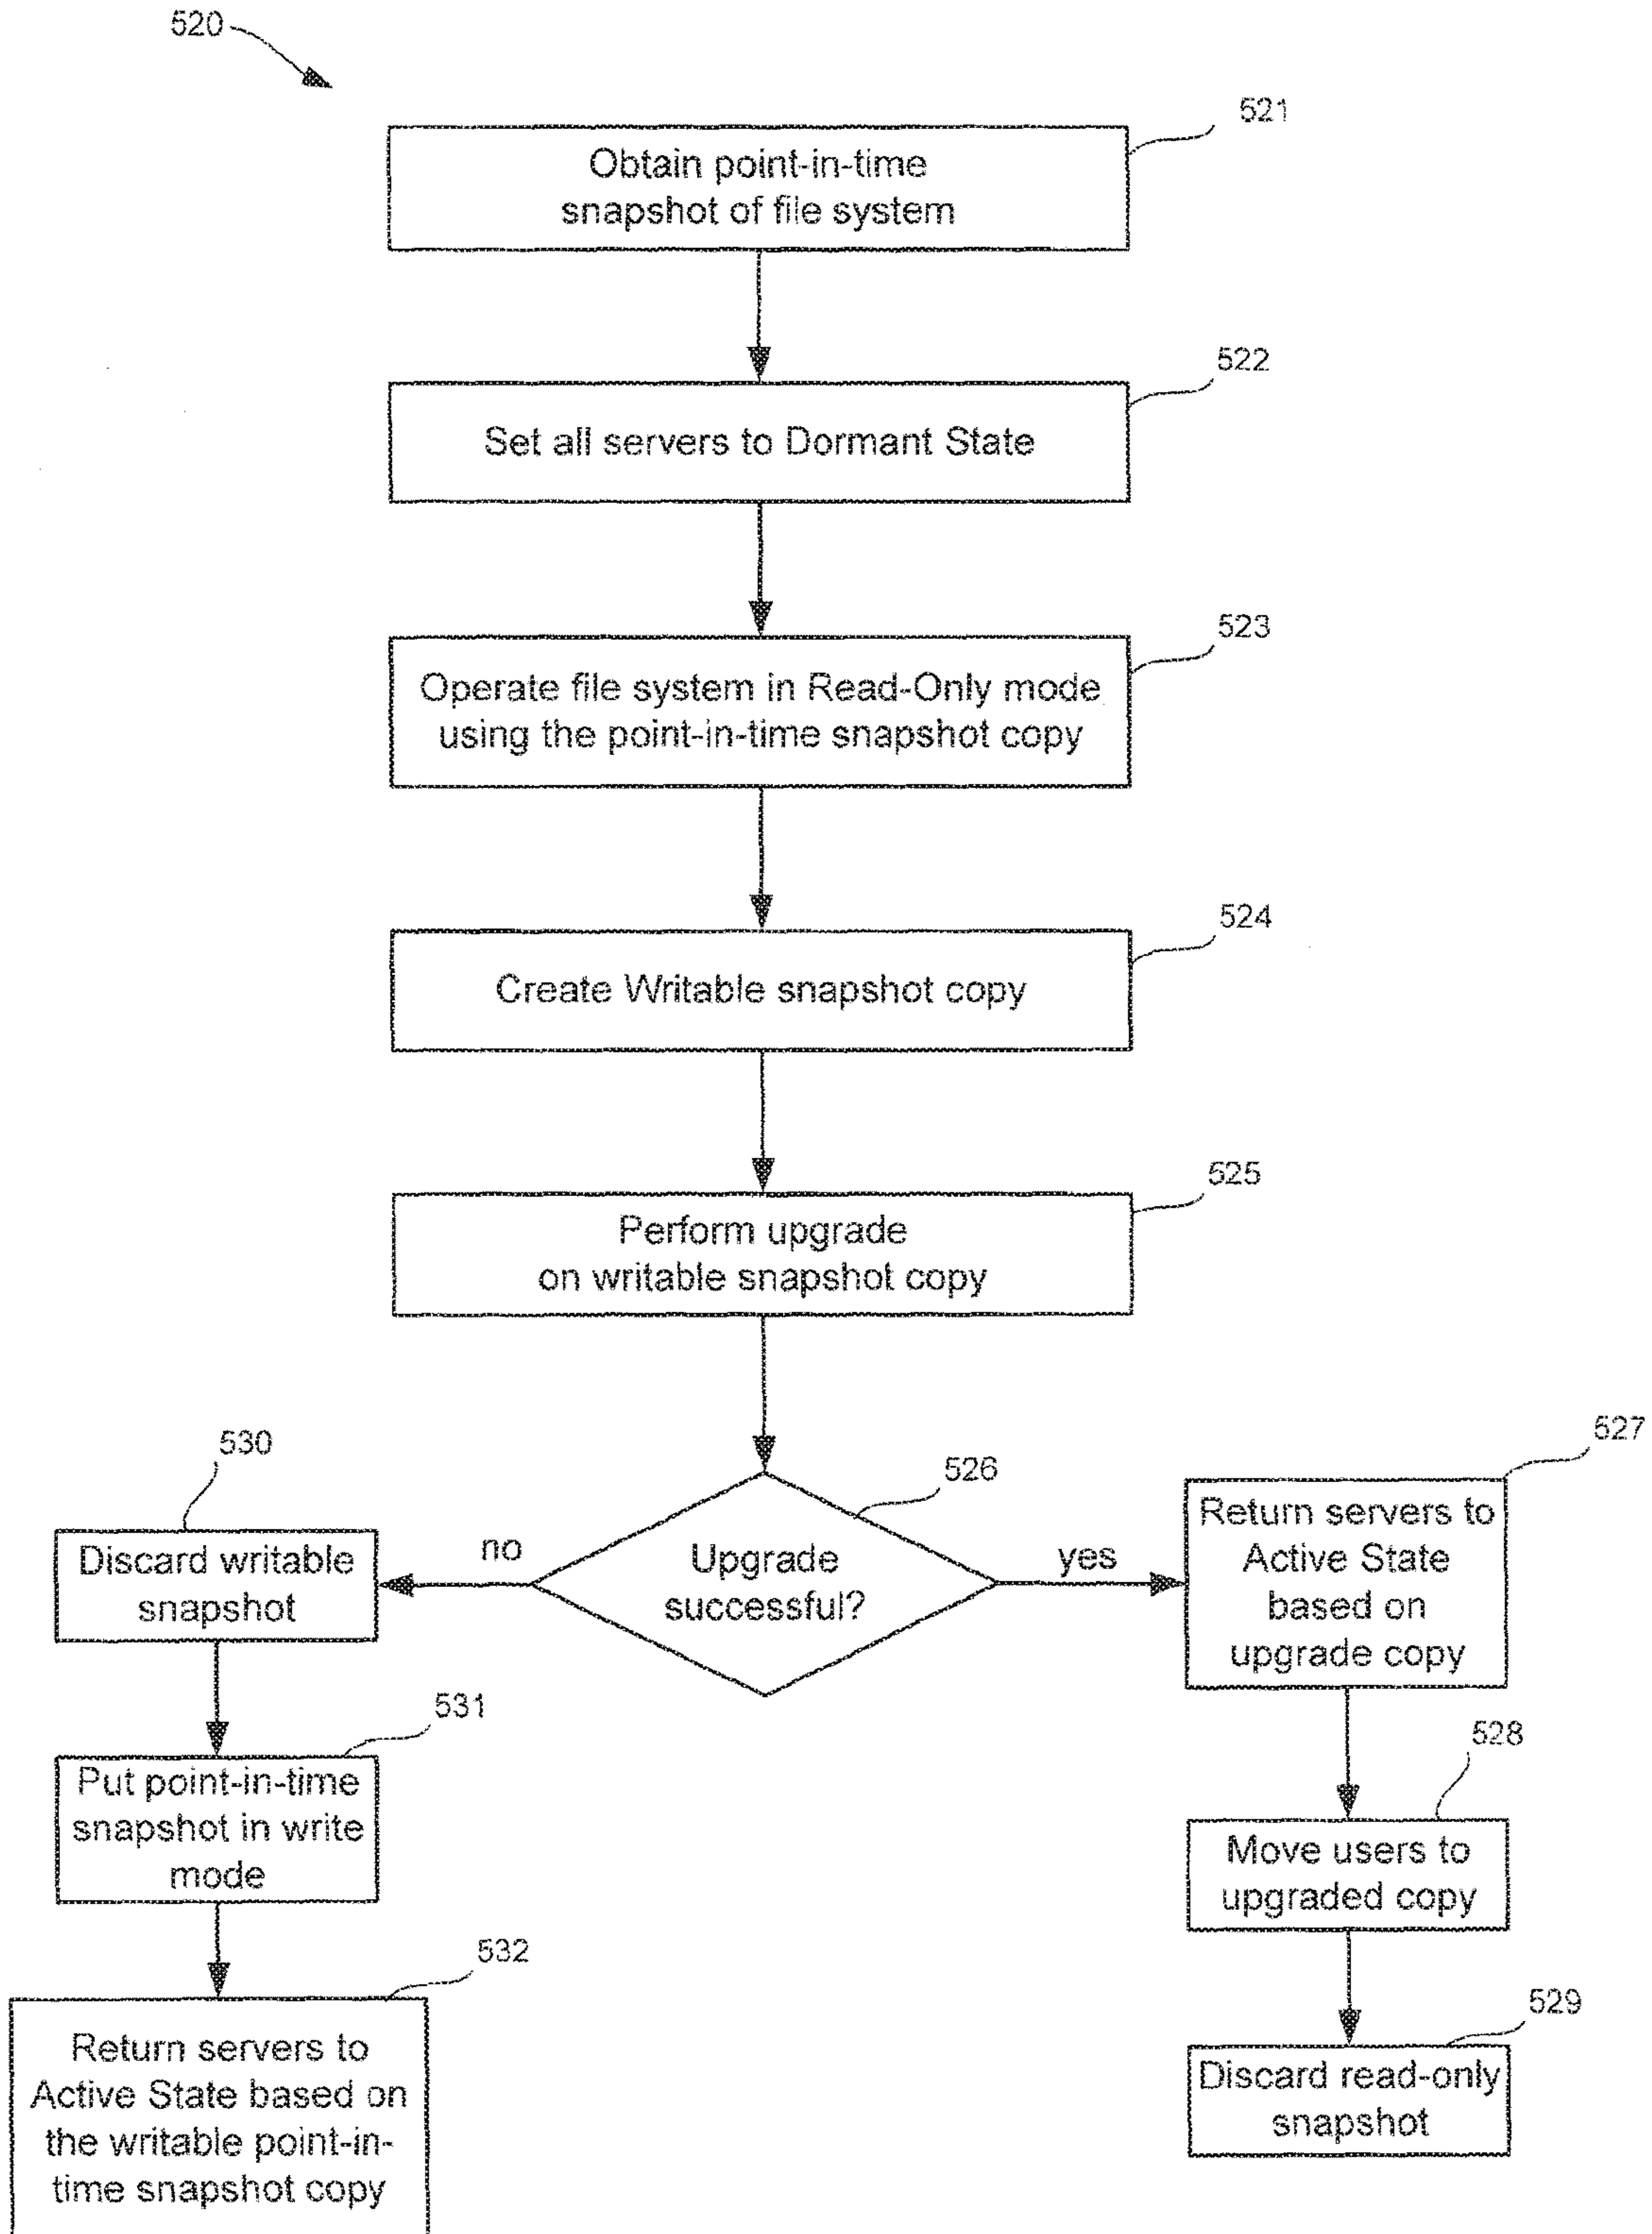 520
521
Obtain point-in-time
snapshot of file system
522
Set all servers to Dormant State
523
Operate file system in Read-Only mode
using the point-in-time snapshot copy
524
Create Writable snapshot copy
525
Perform upgrade
on writable snapshot copy
526
Upgrade
successful?
no
yes
530
Discard writable
snapshot
531
Put point-in-time
snapshot in write
mode
532
Return servers to
Active State based on
the writable point-in-
time snapshot copy
527
Return servers to
Active State
based on
upgrade copy
528
Move users to
upgraded copy
529
Discard read-only
snapshot